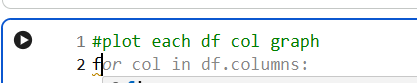 1 #plot each df col graph
2 for col in df.columns: